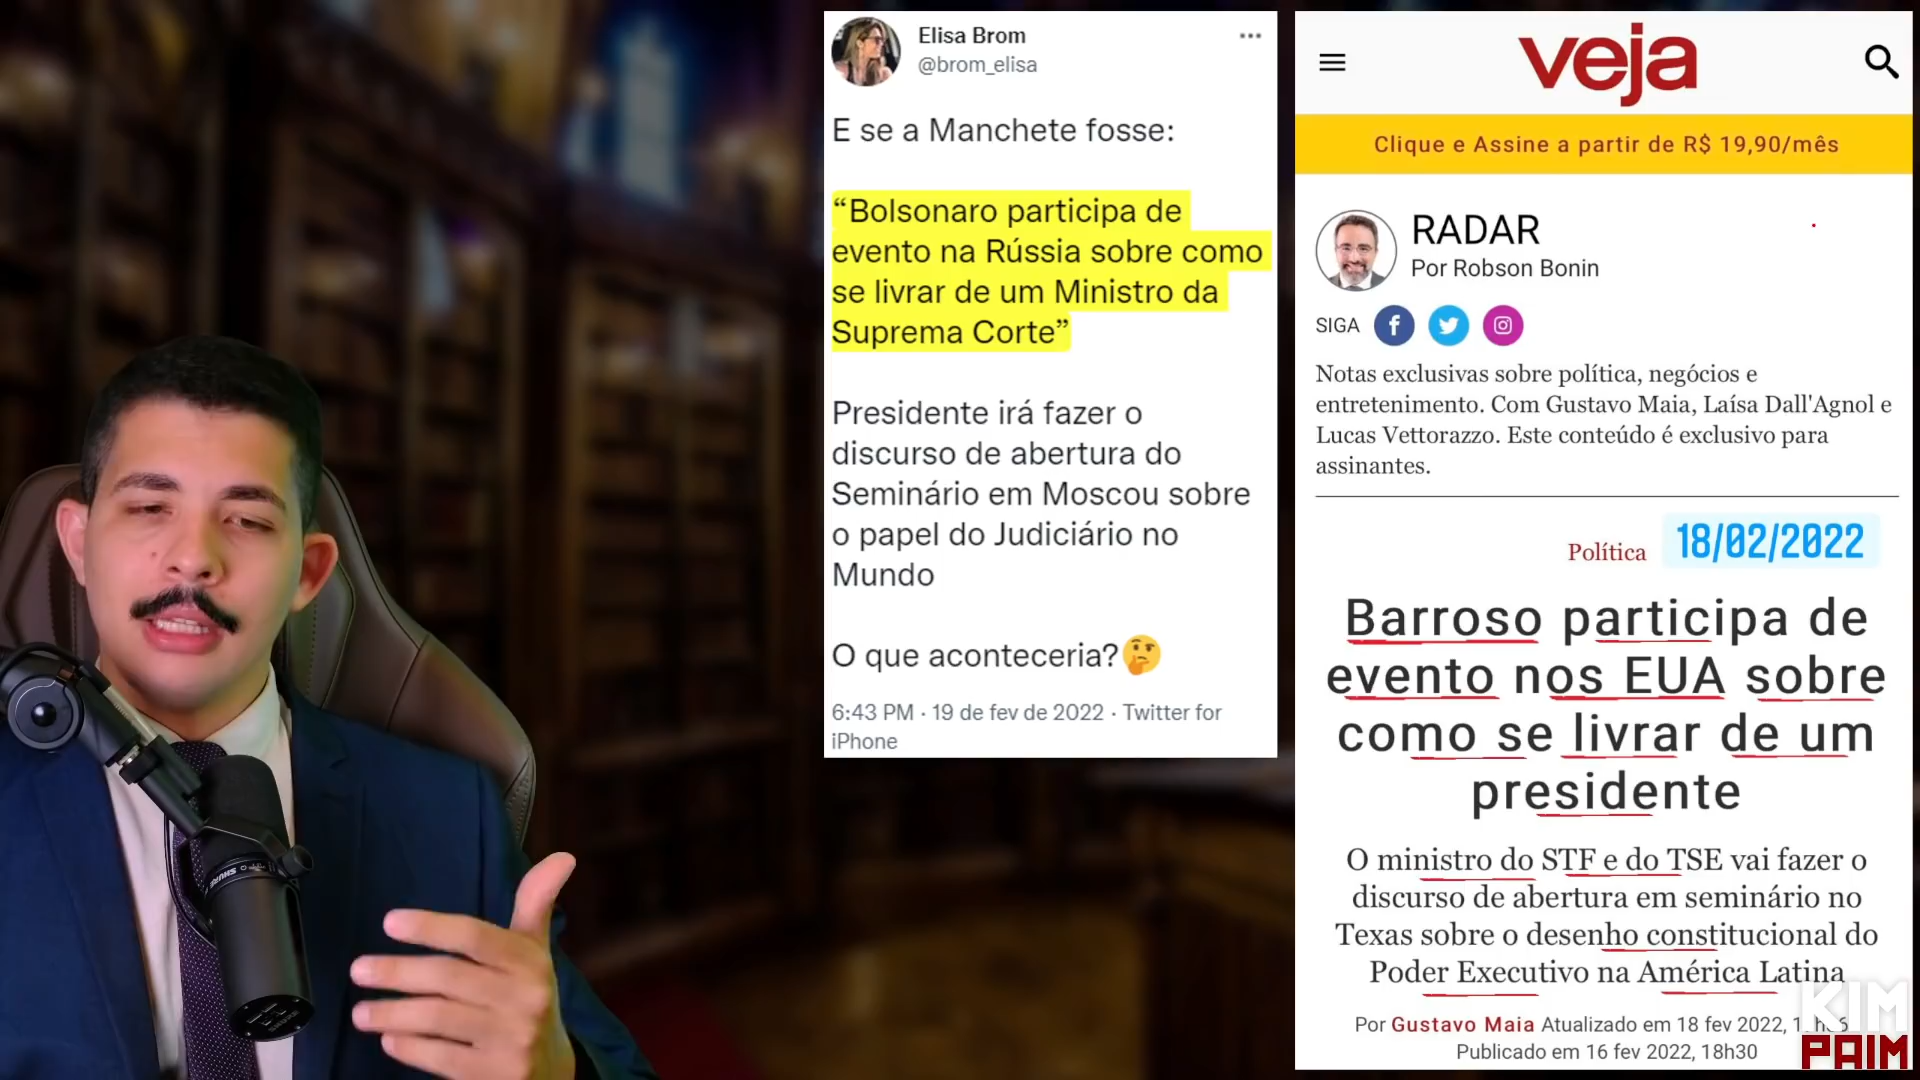 Elisa Brom
@brom_elisa
E se a Manchete fosse:
“Bolsonaro participa de
evento na Rússia sobre como
se livrar de um Ministro da
Suprema Corte”
Presidente irá fazer o
discurso de abertura do
Seminário em Moscou sobre
o papel do Judiciário no
Mundo
O que aconteceria?🤔
6:43 PM · 19 de fev de 2022 · Twitter for
iPhone
veja
Clique e Assine a partir de R$ 19,90/mês
RADAR
Por Robson Bonin
SIGA
Notas exclusivas sobre política, negócios e
entretenimento. Com Gustavo Maia, Laísa Dall'Agnol e
Lucas Vettorazzo. Este conteúdo é exclusivo para
assinantes.
Política 18/02/2022
Barroso participa de
evento nos EUA sobre
como se livrar de um
presidente
O ministro do STF e do TSE vai fazer o
discurso de abertura em seminário no
Texas sobre o desenho constitucional do
Poder Executivo na América Latina
Por Gustavo Maia Atualizado em 18 fev 2022,
Publicado em 16 fev 2022, 18h30
KIM
PAIM
SHURE